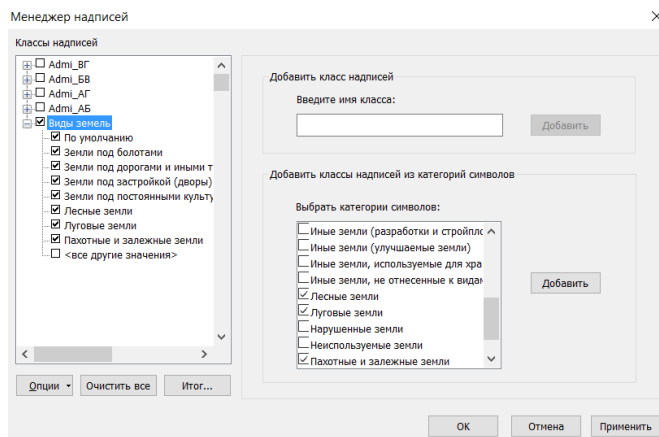 Менеджер надписей
Классы надписей
Admi_ВГ
Admi_БВ
Admi_АГ
Admi_АБ
Виды земель
По умолчанию
Земли под болотами
Земли под дорогами и иными т
Земли под застройкой (дворы)
Земли под постоянными культу
Лесные земли
Луговые земли
Пахотные и залежные земли
<все другие значения>
Опции
Очистить все
Итог...
Добавить класс надписей
Введите имя класса:
Добавить
Добавить классы надписей из категорий символов
Выбрать категории символов:
Иные земли (разработки и стройплс
Иные земли (улучшаемые земли)
Иные земли, используемые для хра
Иные земли, не отнесенные к видам
Лесные земли
Луговые земли
Нарушенные земли
Неиспользуемые земли
Пахотные и залежные земли
Добавить
ОК
Отмена
Применить